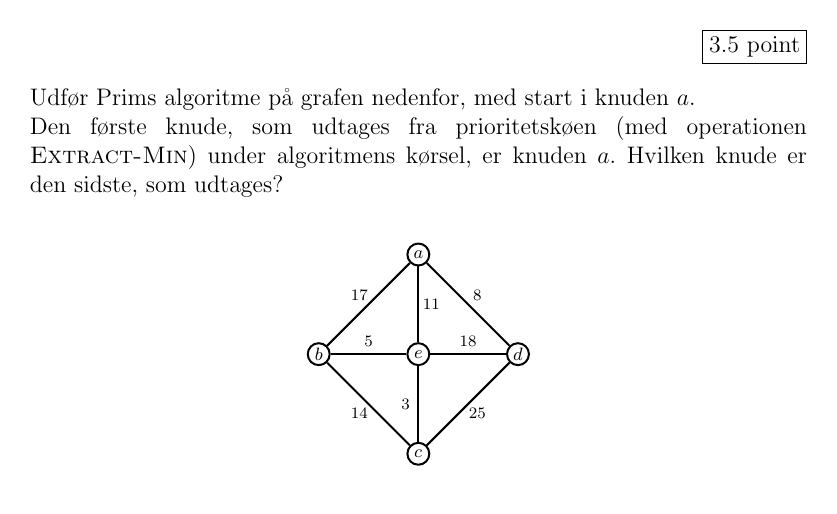 3.5 point
Udfør Prims algoritme på grafen nedenfor, med start i knuden a.
Den første knude, som udtages fra prioritetskøen (med operationen
EXTRACT-MIN) under algoritmens kørsel, er knuden a. Hvilken knude er
den sidste, som udtages?
a
17
8
11
5
18
b
e
d
3
14
25
c